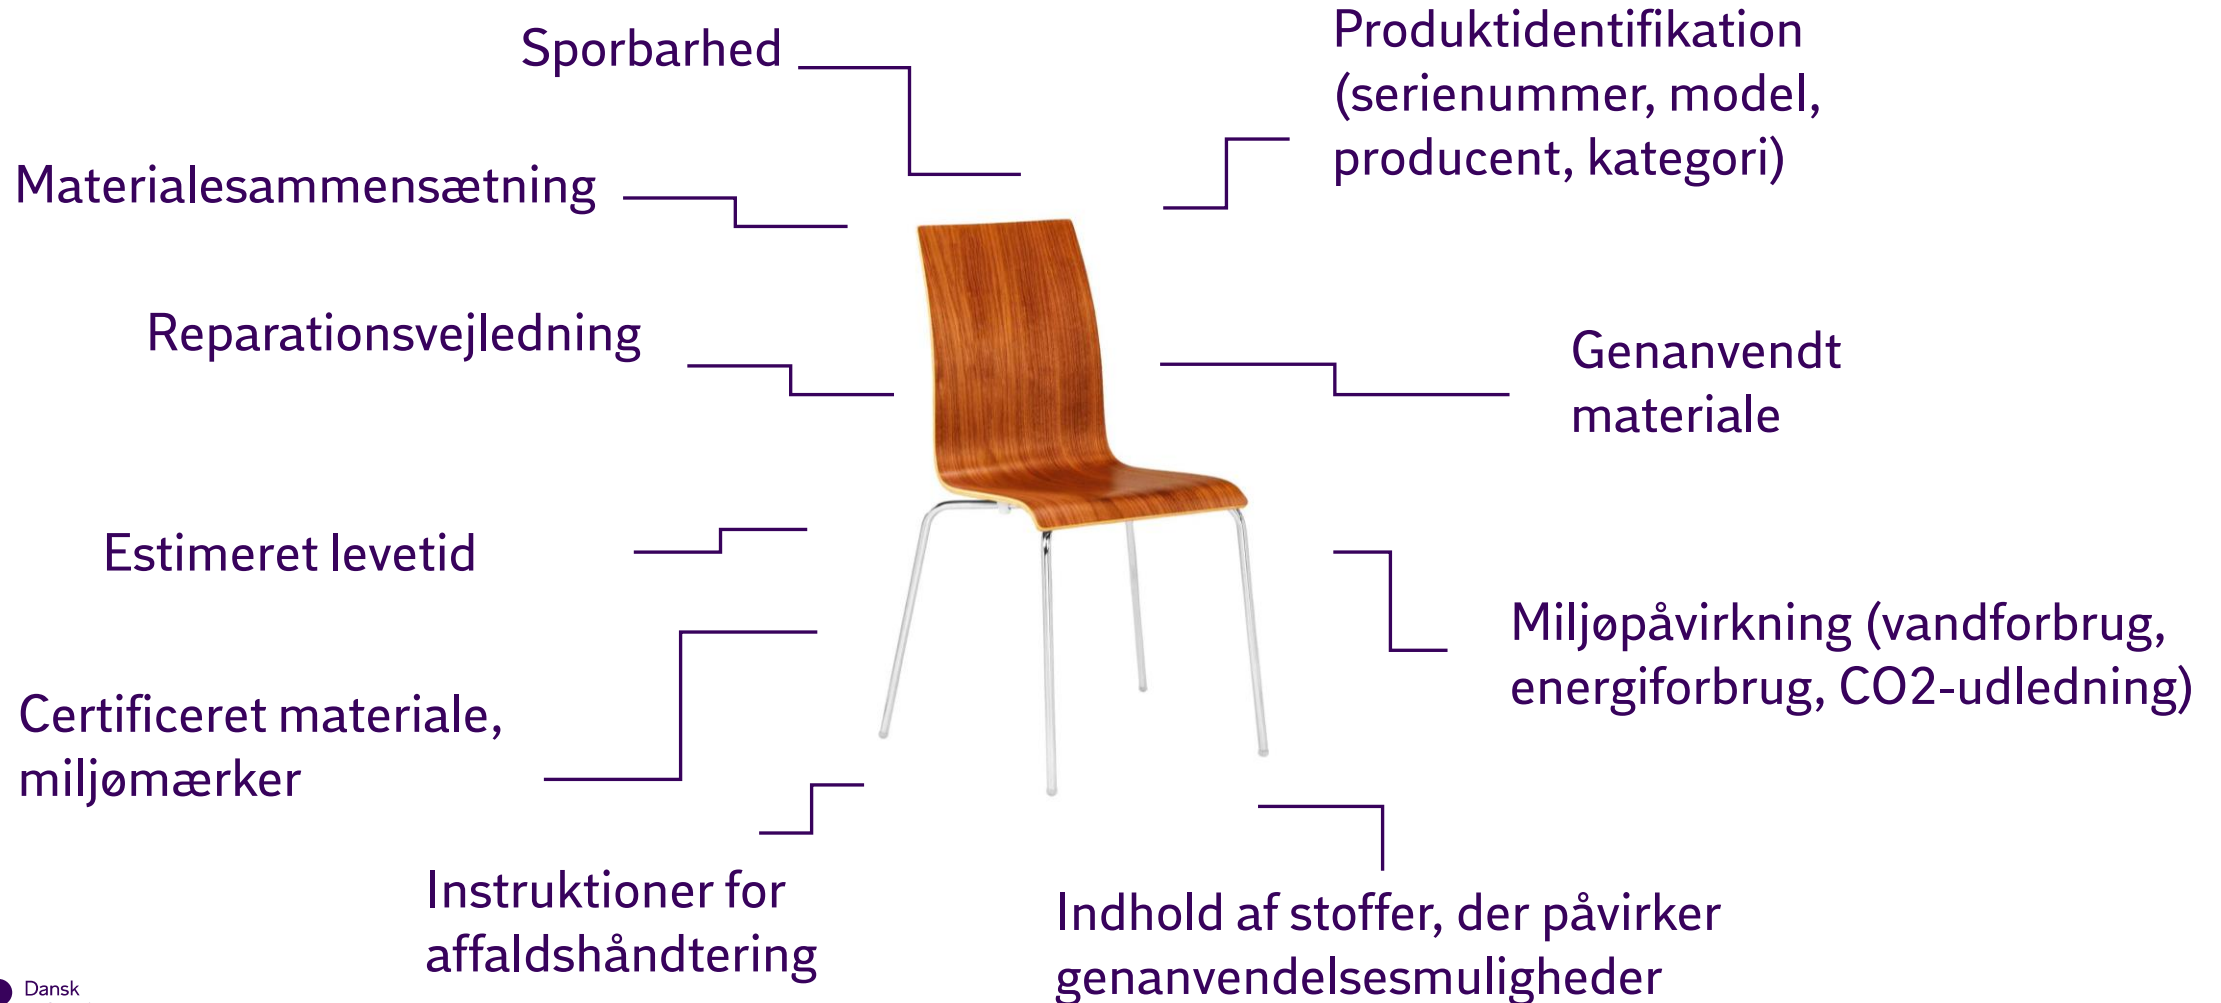 Sporbarhed
Produktidentifikation
(serienummer, model,
producent, kategori)
Materialesammensætning
Reparationsvejledning
Genanvendt
materiale
Estimeret levetid
Miljøpåvirkning (vandforbrug,
energiforbrug, CO2-udledning)
Certificeret materiale,
miljømærker
Instruktioner for
affaldshåndtering
Indhold af stoffer, der påvirker
genanvendelsesmuligheder
Dansk